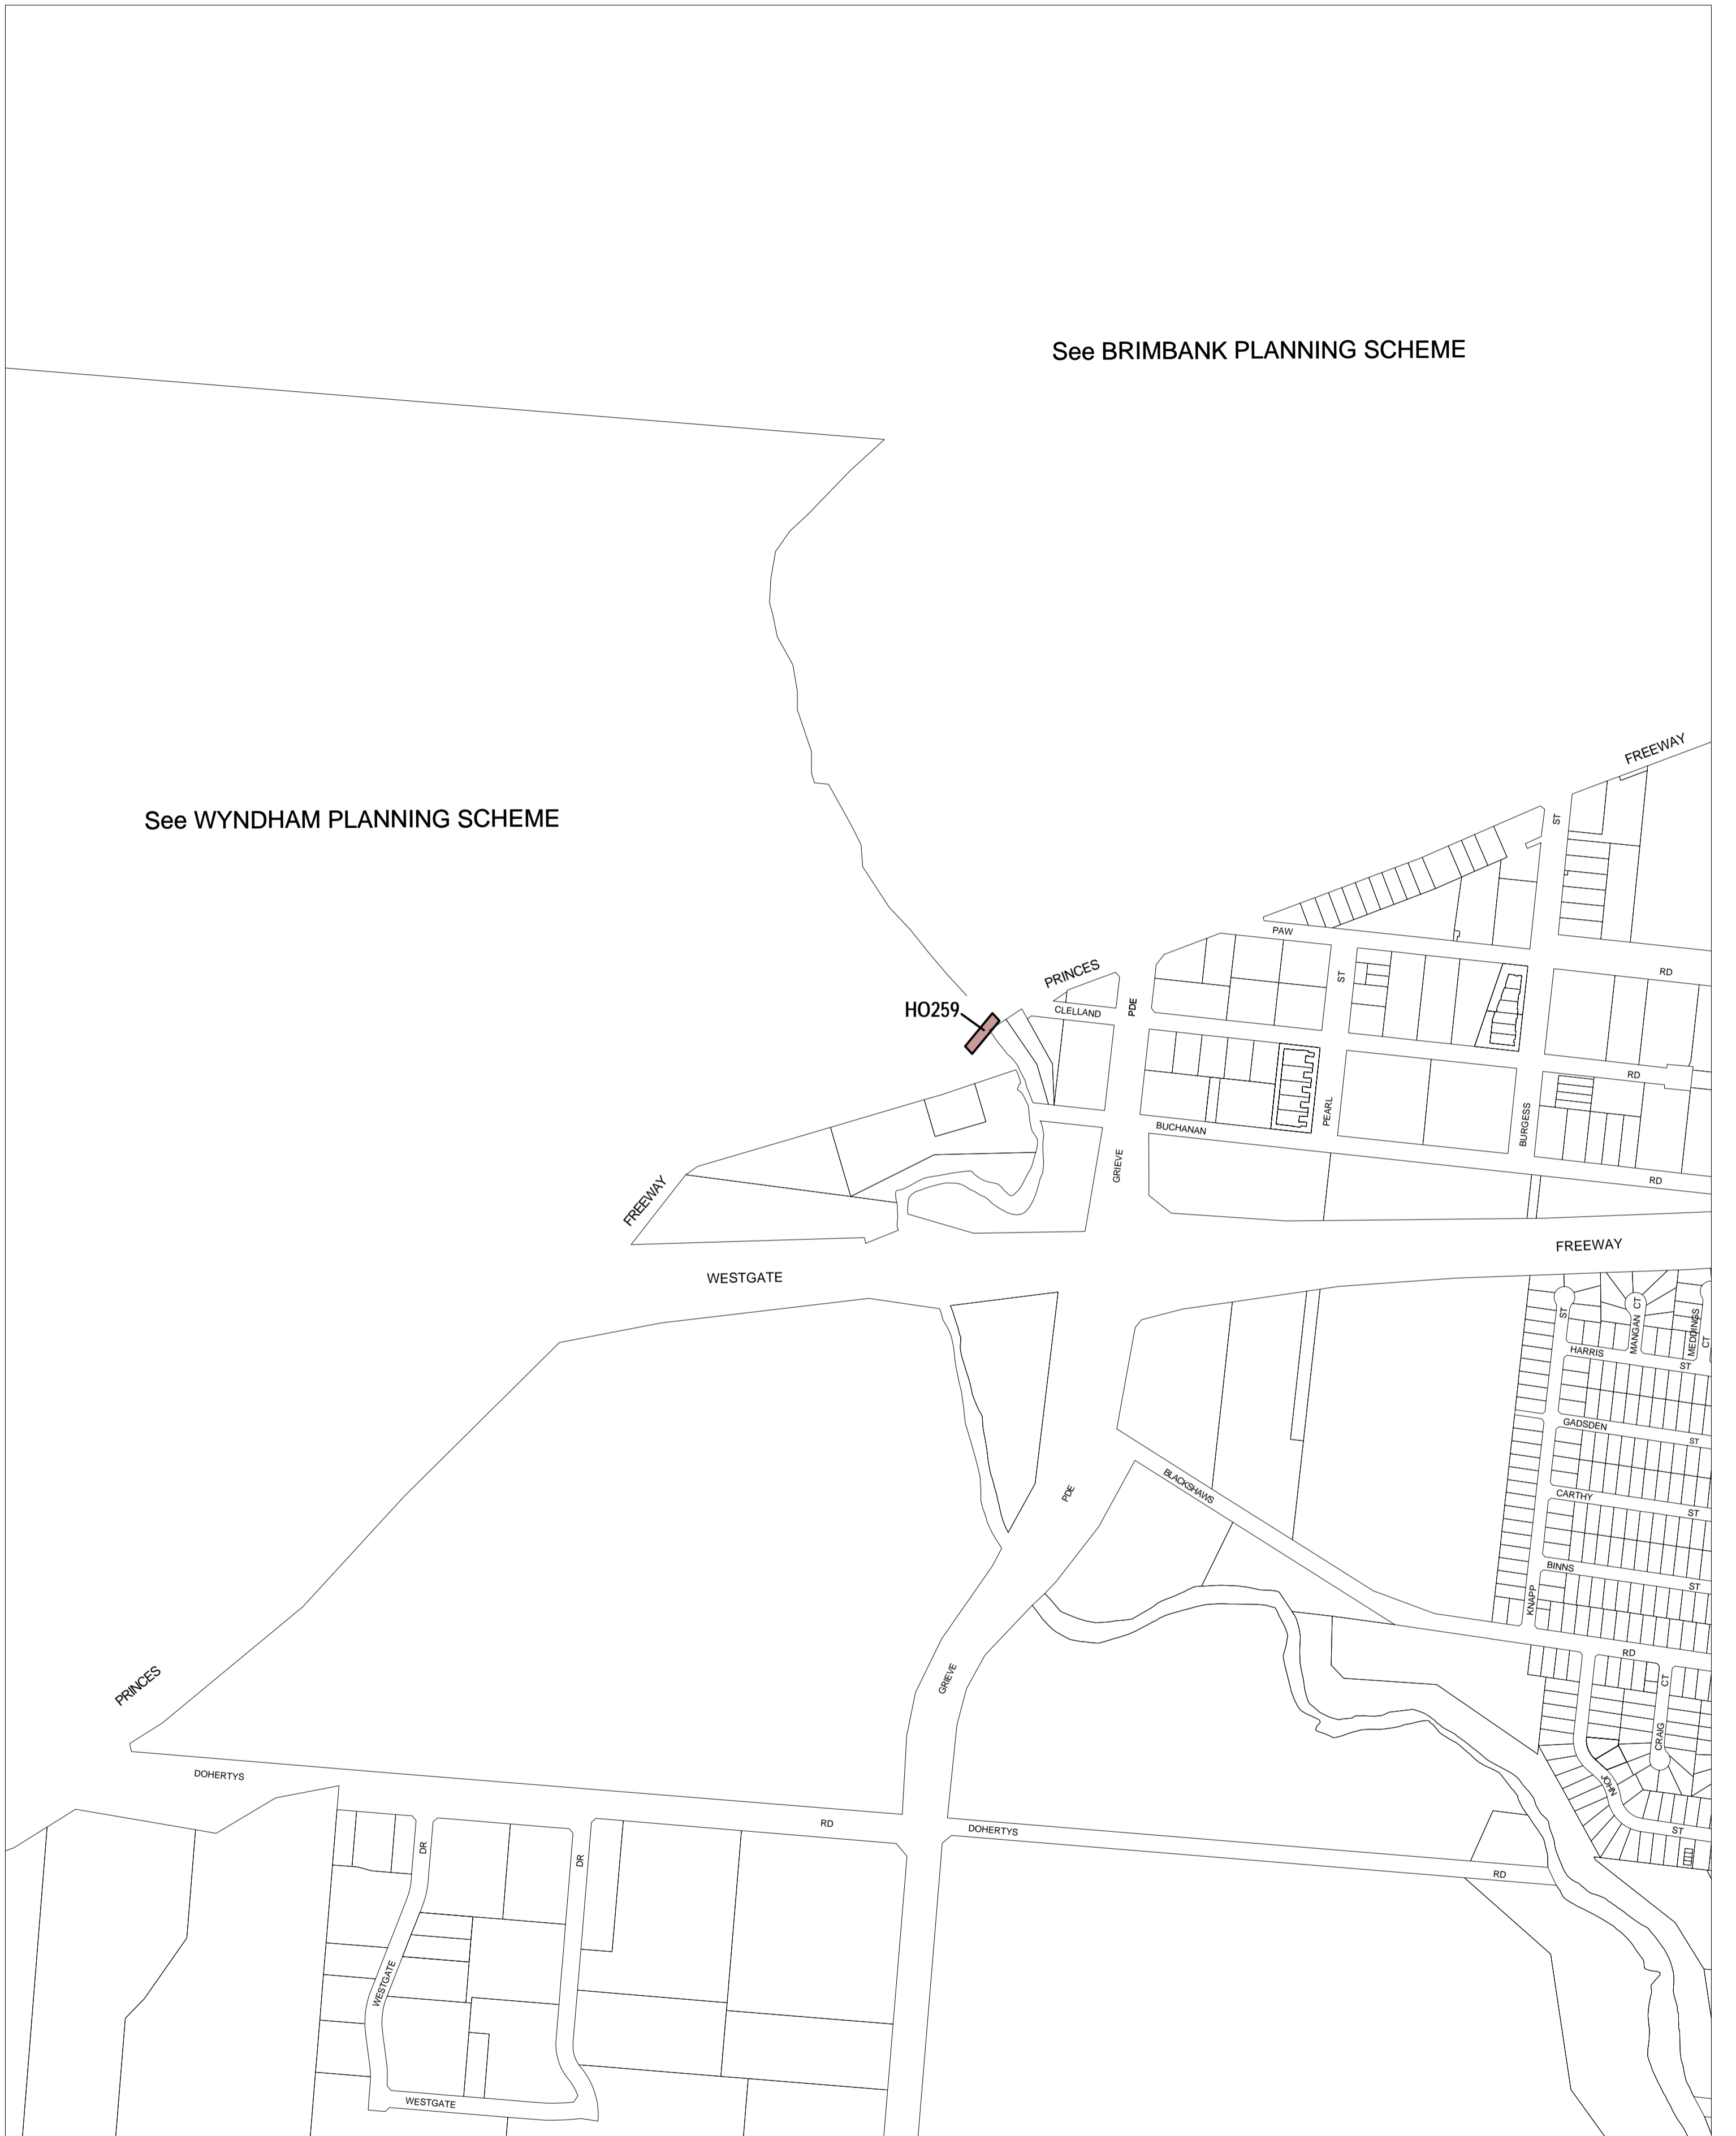 See BRIMBANK PLANNING SCHEME
FREEWAY
See WYNDHAM PLANNING SCHEME
ST
PAW
PRINCES
RD
ST
HO259
CLELLAND
PDE
RD
PEARL
BURGESS
BUCHANAN
GRIEVE
RD
FREEWAY
FREEWAY
WESTGATE
ST
MANGAN CT
MEDDINGS
CT
HARRIS
ST
GADSDEN
ST
BLACKSHAWS
PDE
CARTHY
ST
BINNS
ST
KNAPP
RD
PRINCES
GRIEVE
CT
CRAIG
DOHERTYS
JOHN
RD
DOHERTYS
ST
DR
DR
RD
WESTGATE
WESTGATE